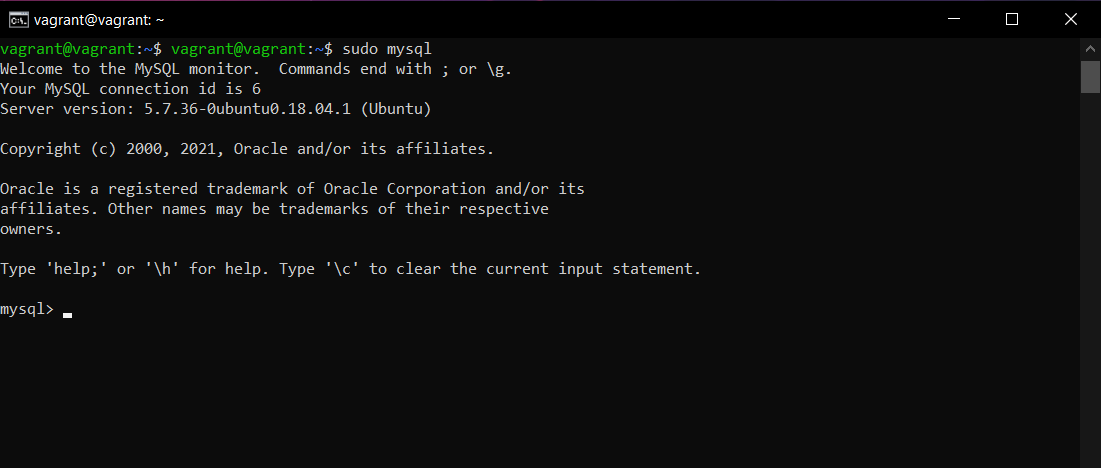 vagrant@vagrant: ~
vagrant@vagrant:~$ vagrant@vagrant:~$ sudo mysql
Welcome to the MySQL monitor.  Commands end with ; or \g.
Your MySQL connection id is 6
Server version: 5.7.36-0ubuntu0.18.04.1 (Ubuntu)
Copyright (c) 2000, 2021, Oracle and/or its affiliates.
Oracle is a registered trademark of Oracle Corporation and/or its
affiliates. Other names may be trademarks of their respective
owners.
Type 'help;' or '\h' for help. Type '\c' to clear the current input statement.
mysql>